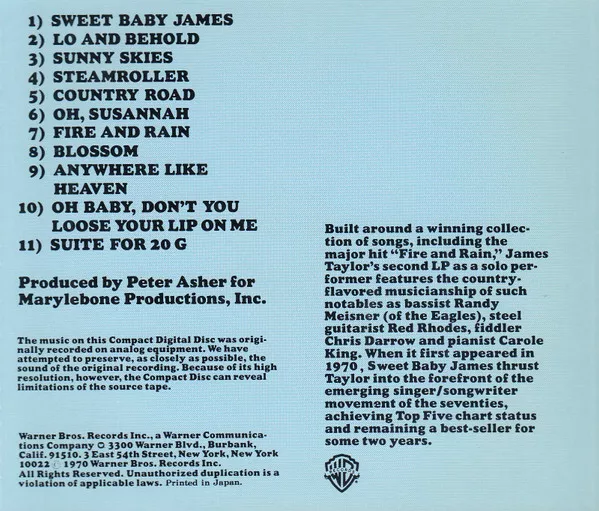 1) SWEET BABY JAMES
2) LO AND BEHOLD
3) SUNNY SKIES
4) STEAMROLLER
5) COUNTRY ROAD
6) OH, SUSANNAH
7) FIRE AND RAIN
8) BLOSSOM
9) ANYWHERE LIKE
HEAVEN
10) OH BABY, DON'T YOU
LOOSE YOUR LIP ON ME
11) SUITE FOR 20 G
Produced by Peter Asher for
Marylebone Productions, Inc.
The music on this Compact Digital Disc was origi-
nally recorded on analog equipment. We have
attempted to preserve, as closely as possible, the
sound of the original recording. Because of its high
resolution, however, the Compact Disc can reveal
limitations of the source tape.
Warner Bros. Records Inc., a Warner Communica-
tions Company 3300 Warner Blvd., Burbank,
Calif. 91510. 3 East 54th Street, New York, New York
10022 1970 Warner Bros. Records Inc.
All Rights Reserved. Unauthorized duplication is a
violation of applicable laws. Printed in Japan.
Built around a winning collec-
tion of songs, including the
major hit "Fire and Rain," James
Taylor's second LP as a solo per-
former features the country-
flavored musicianship of such
notables as bassist Randy
Meisner (of the Eagles), steel
guitarist Red Rhodes, fiddler
Chris Darrow and pianist Carole
King. When it first appeared in
1970, Sweet Baby James thrust
Taylor into the forefront of the
emerging singer/songwriter
movement of the seventies,
achieving Top Five chart status
and remaining a best-seller for
some two years.